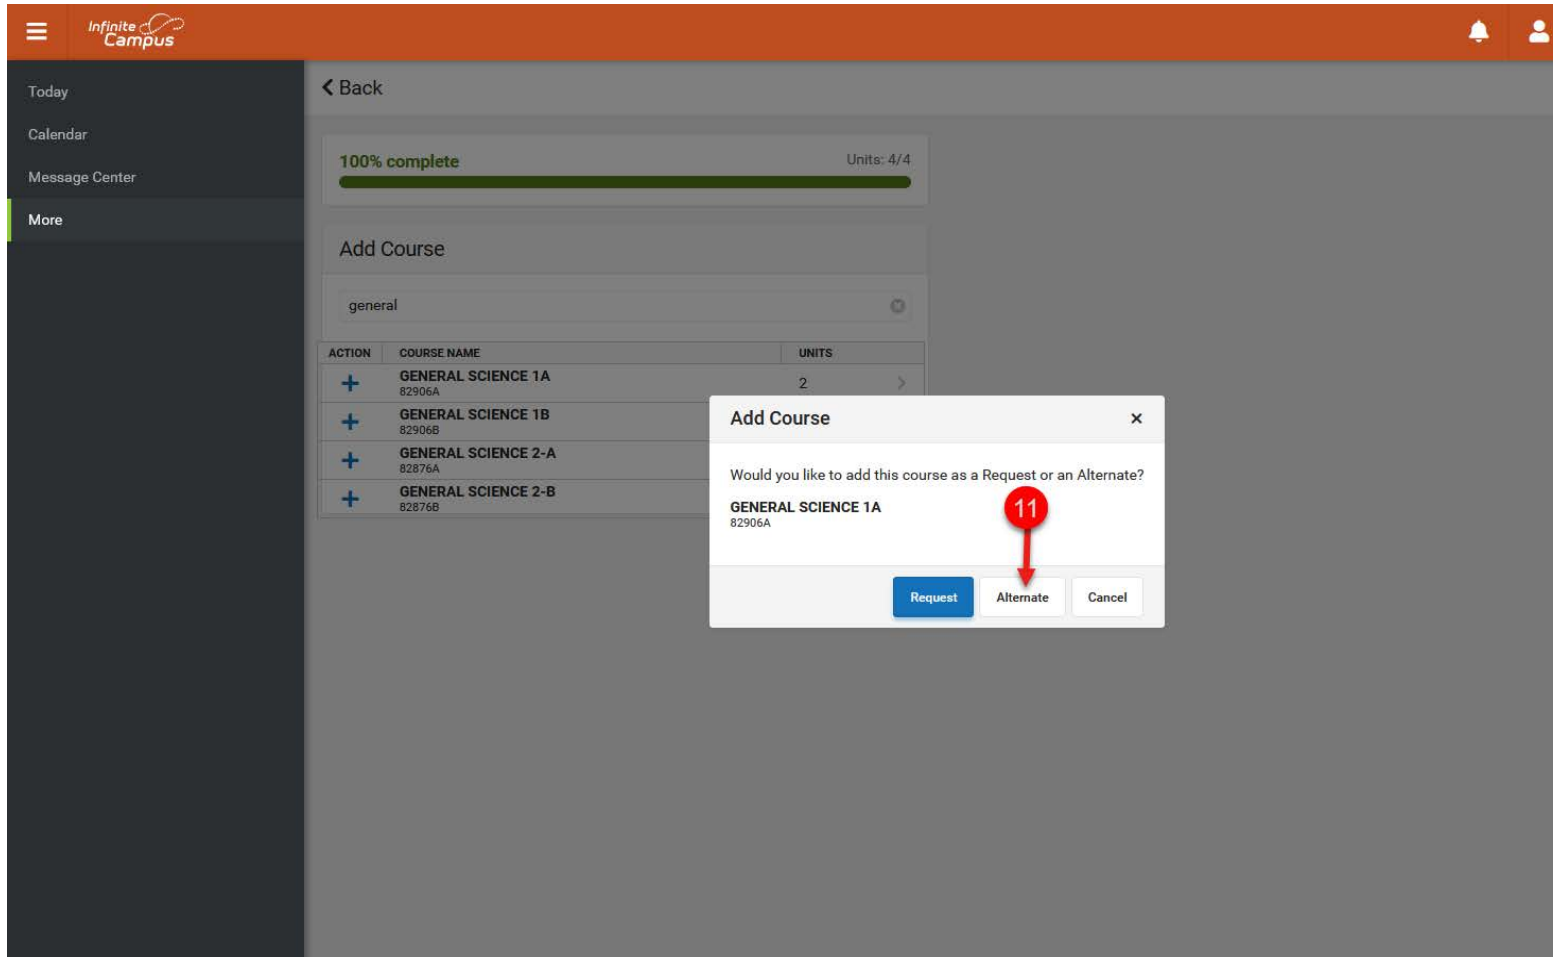 Infinite
Campus
Today
Calendar
Message Center
More
Back
100% complete
Units: 4/4
Add Course
general
ACTION COURSE NAME UNITS
GENERAL SCIENCE 1A 2
82906A
GENERAL SCIENCE 1B
82906B
GENERAL SCIENCE 2-A
82876A
GENERAL SCIENCE 2-B
82876B
Add Course ×
Would you like to add this course as a Request or an Alternate?
GENERAL SCIENCE 1A
82906A
11
Request Alternate Cancel